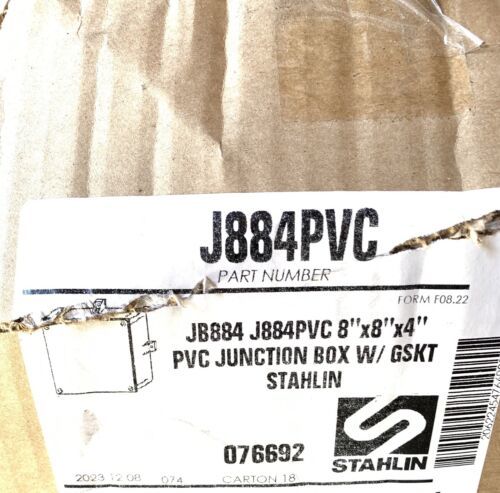 J884PVC
PART NUMBER
FORM F08.22
JB884 J884PVC 8"x8"x4"
PVC JUNCTION BOX W/ GSKT
STAHLIN
076692
STAHLIN
2023 12 08 074 CARTON 18